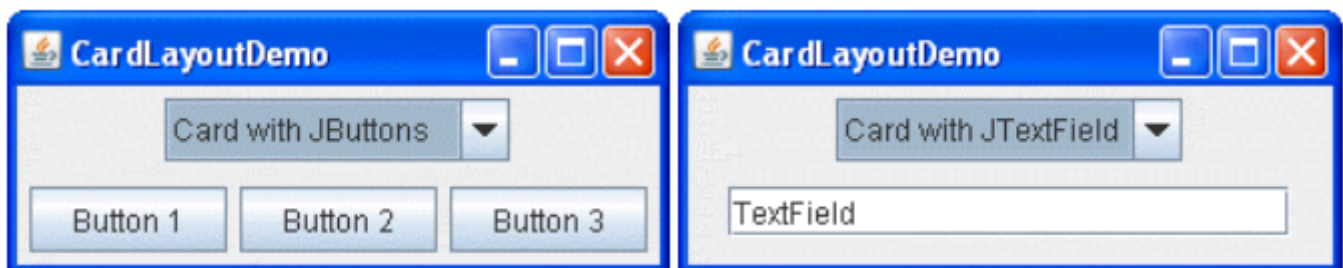 CardLayoutDemo
Card with JButtons
Button 1 Button 2 Button 3
CardLayoutDemo
Card with JTextField
TextField